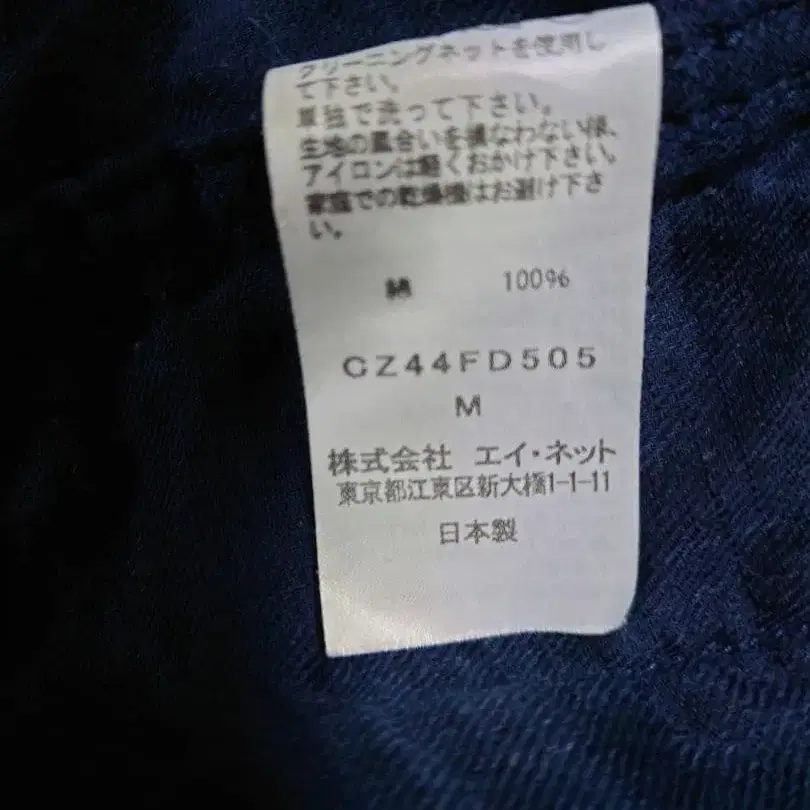 クリーニングネットを使用し
て下さい。
単独で洗って下さい。
生地の風合いを損なわない様、
アイロンは軽くおかけ下さい。
家庭での乾燥機はお避け下さ
い。
綿 100%
CZ44FD505
M
株式会社 エイ・ネット
東京都江東区新大橋1-1-11
日本製